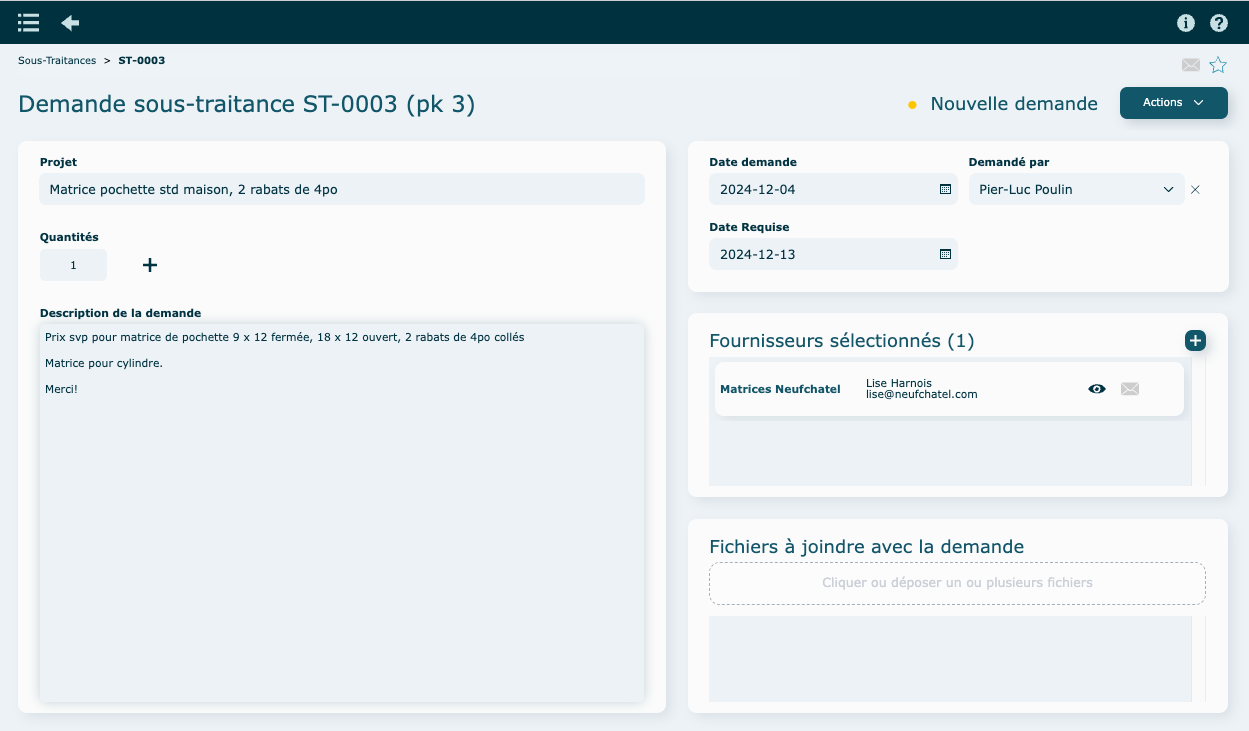 Sous-Traitances > ST-0003
Demande sous-traitance ST-0003 (pk 3)
Nouvelle demande
Actions
Projet
Matrice pochette std maison, 2 rabats de 4po
Quantités
1
Description de la demande
Prix svp pour matrice de pochette 9 x 12 fermée, 18 x 12 ouvert, 2 rabats de 4po collés
Matrice pour cylindre.
Merci!
Date demande
2024-12-04
Demandé par
Pier-Luc Poulin
Date Requise
2024-12-13
Fournisseurs sélectionnés (1)
Matrices Neufchatel
Lise Harnois
lise@neufchatel.com
Fichiers à joindre avec la demande
Cliquer ou déposer un ou plusieurs fichiers